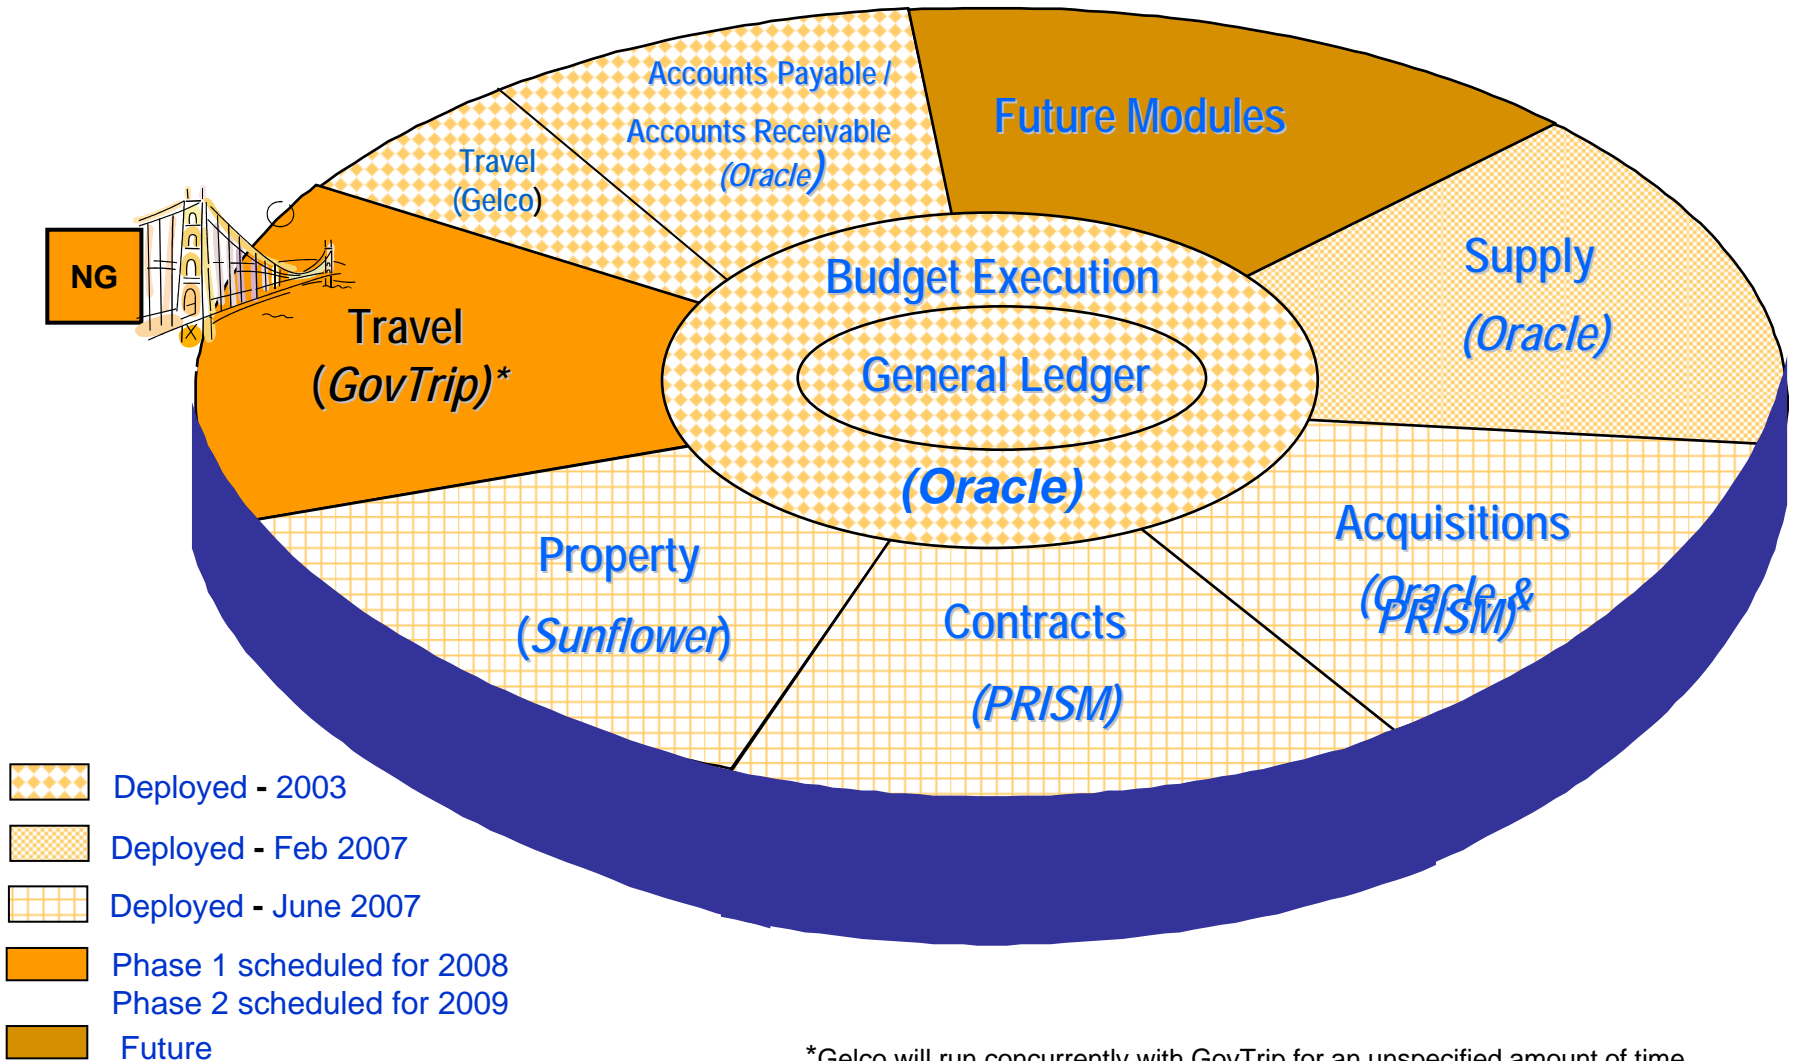 Accounts Payable /
Accounts Receivable
(Oracle)
Future Modules
Travel
(Gelco)
Supply
(Oracle)
NG
Travel
(GovTrip)*
Budget Execution
General Ledger
(Oracle)
Acquisitions
(Oracle &
PRISM)
Property
(Sunflower)
Contracts
(PRISM)
Deployed - 2003
Deployed - Feb 2007
Deployed - June 2007
Phase 1 scheduled for 2008
Phase 2 scheduled for 2009
Future
*Gelco will run concurrently with GovTrip for an unspecified amount of time